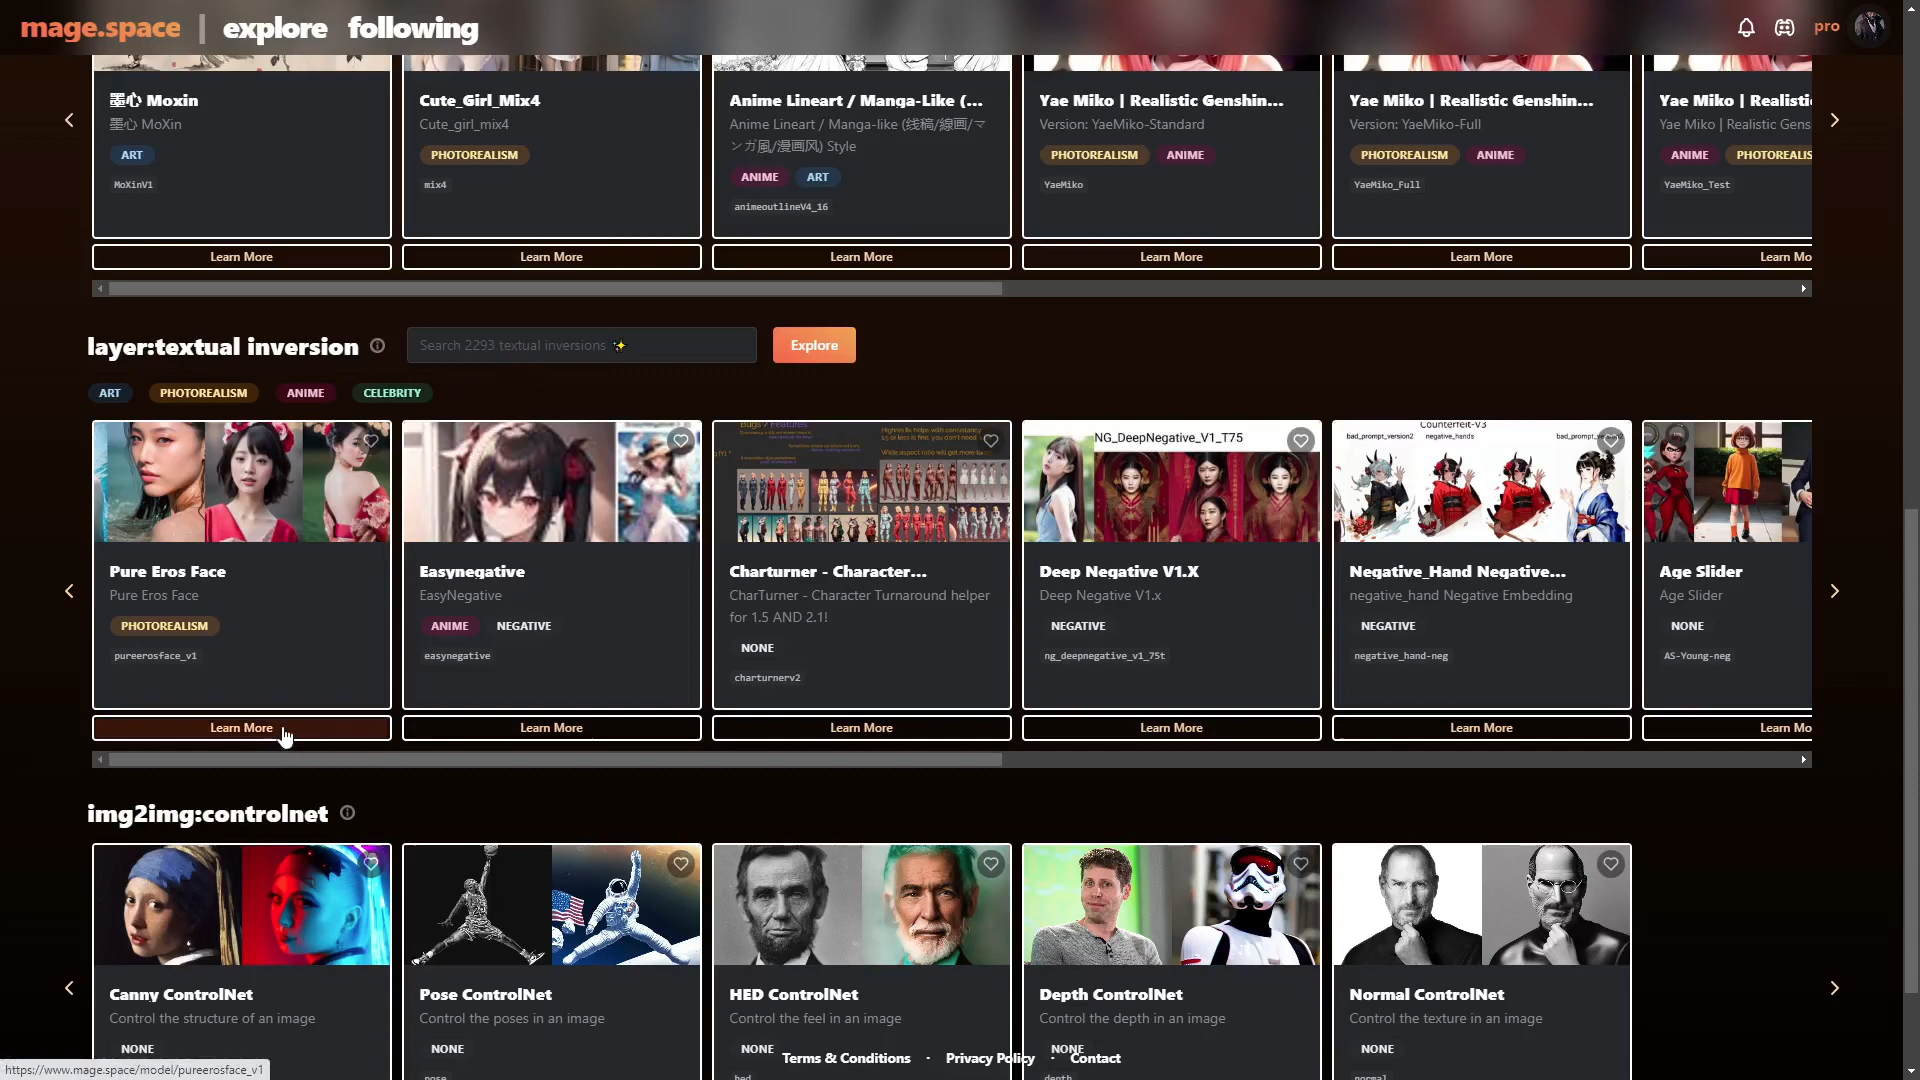 mage.space | explore following
pro
墨心 Moxin
墨心 MoXin
ART
MoXinV1
Learn More
Cute_Girl_Mix4
Cute_girl_mix4
PHOTOREALISM
mix4
Learn More
Anime Lineart / Manga-Like (...
Anime Lineart / Manga-like (线稿/線画/マ
ンガ風/漫画风) Style
ANIME ART
animeoutlineV4_16
Learn More
Yae Miko | Realistic Genshin...
Version: YaeMiko-Standard
PHOTOREALISM ANIME
YaeMiko
Learn More
Yae Miko | Realistic Genshin...
Version: YaeMiko-Full
PHOTOREALISM ANIME
YaeMiko_Full
Learn More
Yae Miko | Realisti
Yae Miko | Realistic Gens
ANIME PHOTOREALIS
YaeMiko_Test
Learn Mo
layer:textual inversion
Search 2293 textual inversions ✨
Explore
ART PHOTOREALISM ANIME CELEBRITY
Pure Eros Face
Pure Eros Face
PHOTOREALISM
pureerosface_v1
Learn More
Easynegative
EasyNegative
ANIME NEGATIVE
easynegative
Learn More
Charturner - Character...
CharTurner - Character Turnaround helper
for 1.5 AND 2.1!
NONE
charturnerv2
Learn More
NG_DeepNegative_V1_T75
Deep Negative V1.X
Deep Negative V1.x
NEGATIVE
ng_deepnegative_v1_75t
Learn More
Counterfeit-V3
bad_prompt_version2 negative_hands
Negative_Hand Negative...
negative_hand Negative Embedding
NEGATIVE
negative_hand-neg
Learn More
Age Slider
Age Slider
NONE
AS-Young-neg
Learn Mo
img2img:controlnet
Canny ControlNet
Control the structure of an image
NONE
Pose ControlNet
Control the poses in an image
NONE
pose
HED ControlNet
Control the feel in an image
NONE
hed
Depth ControlNet
Control the depth in an image
NONE
depth
Normal ControlNet
Control the texture in an image
NONE
normal
Terms & Conditions · Privacy Policy · Contact
https://www.mage.space/model/pureerosface_v1